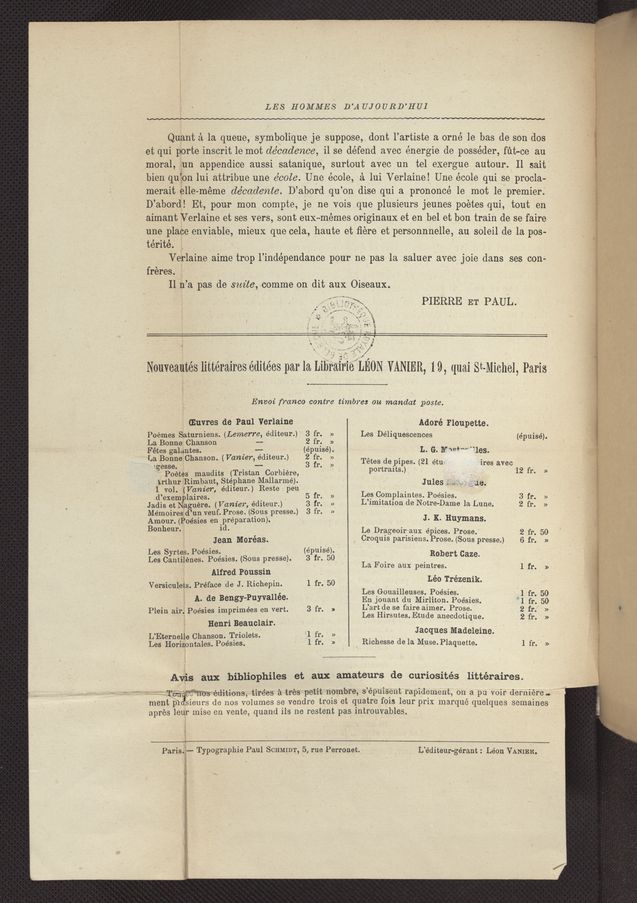 LES HOMMES D'AUJOURD'HUI
Quant à la queue, symbolique je suppose, dont l'artiste a orné le bas de son dos
et qui porte inscrit le mot décadence, il se défend avec énergie de posséder, fût-ce au
moral, un appendice aussi satanique, surtout avec un tel exergue autour. Il sait
bien qu'on lui attribue une école. Une école, à lui Verlaine! Une école qui se procla-
merait elle-même décadente. D'abord qu'on dise qui a prononcé le mot le premier.
D'abord! Et, pour mon compte, je ne vois que plusieurs jeunes poètes qui, tout en
aimant Verlaine et ses vers, sont eux-mêmes originaux et en bel et bon train de se faire
une place enviable, mieux que cela, haute et fière et personnnelle, au soleil de la pos-
térité.
Verlaine aime trop l'indépendance pour ne pas la saluer avec joie dans ses con-
frères.
Il n'a pas de suite, comme on dit aux Oiseaux.
PIERRE ET PAUL.
Nouveautés littéraires éditées par la Librairie LÉON VANIER, 19, quai St-Michel, Paris
Envoi franco contre timbres ou mandat poste.
Œuvres de Paul Verlaine
Poèmes Saturniens. (Lemerre, éditeur.) 3 fr. »
La Bonne Chanson — 2 fr. »
Fêtes galantes. — (épuisé).
La Bonne Chanson. (Vanier, éditeur.) 2 fr. »
gesse. — 3 fr. »
Poètes maudits (Tristan Corbière,
Arthur Rimbaut, Stéphane Mallarmé).
1 vol. (Vanier, éditeur.) Reste peu
d'exemplaires. 5 fr. »
Jadis et Naguère. (Vanier, éditeur.) 3 fr. »
Mémoires d'un veuf. Prose. (Sous presse.) 3 fr. »
Amour. (Poésies en préparation).
Bonheur. id.
Jean Moréas.
Les Syrtes. Poésies. (épuisé).
Les Cantilènes. Poésies. (Sous presse). 3 fr. 50
Alfred Poussin
Versiculets. Préface de J. Richepin. 1 fr. 50
A. de Bengy-Puyvallée.
Plein air. Poésies imprimées en vert. 3 fr. »
Henri Beauclair.
L'Eternelle Chanson. Triolets. 1 fr. »
Les Horizontales. Poésies. 1 fr. »
Adoré Floupette.
Les Déliquescences (épuisé).
L. G. lles.
Têtes de pipes. (21 ires avec
portraits.) 12 fr. »
Jules gue.
Les Complaintes. Poésies. 3 fr. »
L'imitation de Notre-Dame la Lune. 2 fr. »
J. K. Huymans.
Le Drageoir aux épices. Prose. 2 fr. 50
Croquis parisiens. Prose. (Sous presse.) 6 fr. »
Robert Caze.
La Foire aux peintres. 1 fr. »
Léo Trézenik.
Les Gouailleuses. Poésies. 1 fr. 50
En jouant du Mirliton. Poésies. 1 fr. 50
L'art de se faire aimer. Prose. 2 fr. »
Les Hirsutes. Etude anecdotique. 2 fr. »
Jacques Madeleine.
Richesse de la Muse. Plaquette. 1 fr. »
Avis aux bibliophiles et aux amateurs de curiosités littéraires.
nos éditions, tirées à très petit nombre, s'épuisent rapidement, on a pu voir dernière-
ment plusieurs de nos volumes se vendre trois et quatre fois leur prix marqué quelques semaines
après leur mise en vente, quand ils ne restent pas introuvables.
Paris. — Typographie Paul SCHMIDT, 5, rue Perronet. L'éditeur-gérant : Léon VANIER.